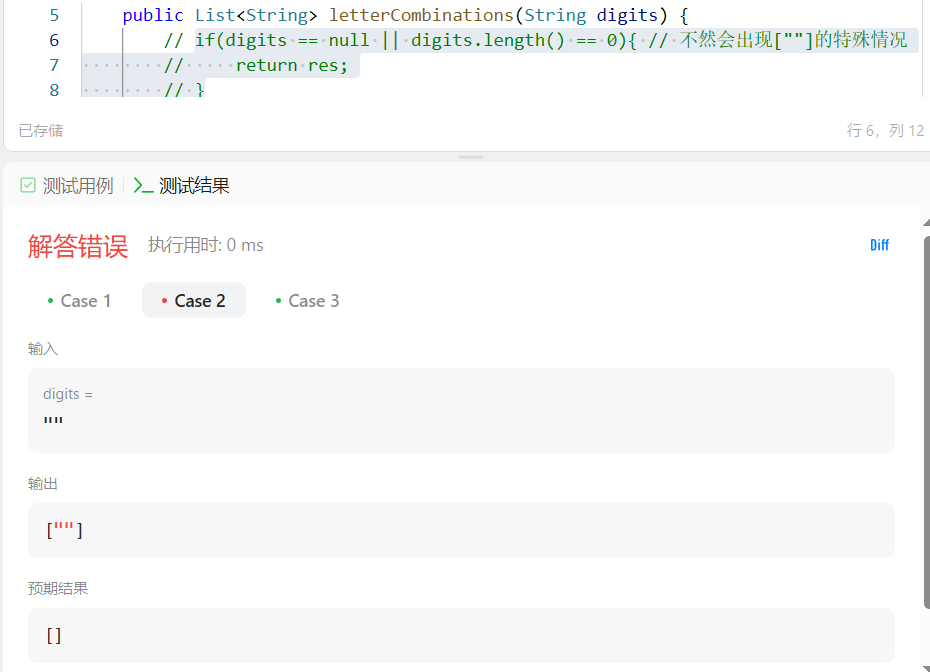 5 public List<String> letterCombinations(String digits) {
6 // if(digits == null || digits.length() == 0){ // 不然会出现[""]的特殊情况
7 // return res;
8 // }
已存储 行 6，列 12
测试用例 测试结果
解答错误 执行用时: 0 ms Diff
Case 1 Case 2 Case 3
输入
digits =
""
输出
[""]
预期结果
[]